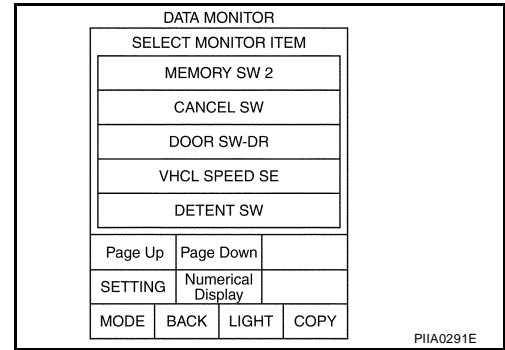 DATA MONITOR
SELECT MONITOR ITEM
MEMORY SW 2
CANCEL SW
DOOR SW-DR
VHCL SPEED SE
DETENT SW
Page Up Page Down
SETTING Numerical
Display
MODE BACK LIGHT COPY
PIIA0291E